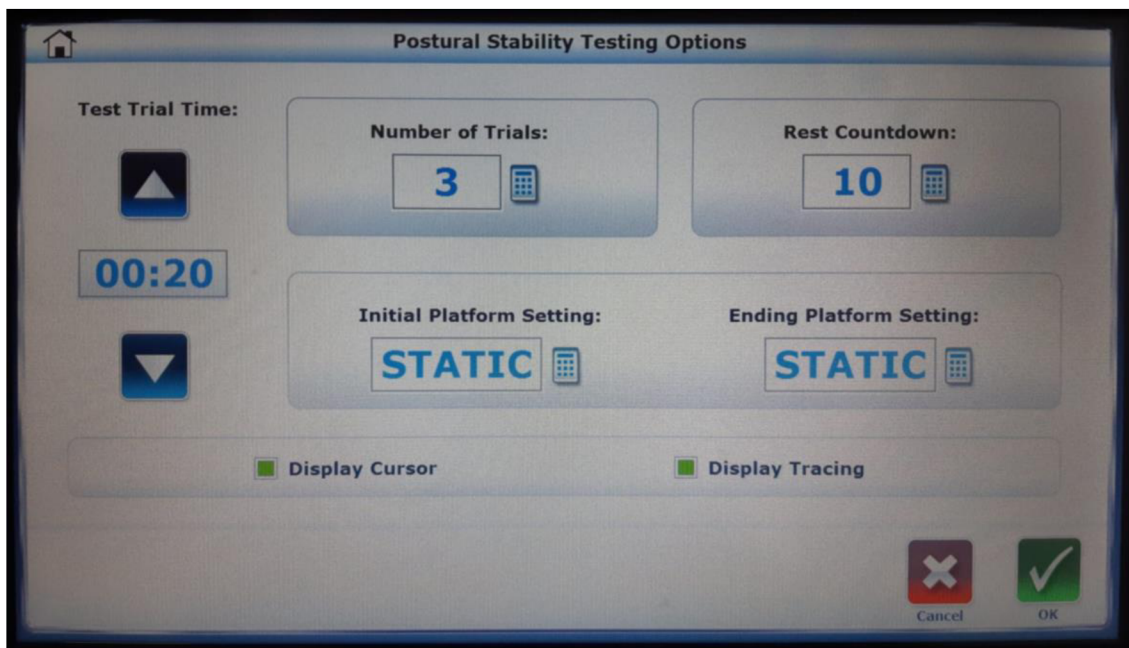 Postural Stability Testing Options
Test Trial Time:
Number of Trials:
Rest Countdown:
3
10
00:20
Initial Platform Setting:
Ending Platform Setting:
STATIC
STATIC
Display Cursor
Display Tracing
Cancel
OK